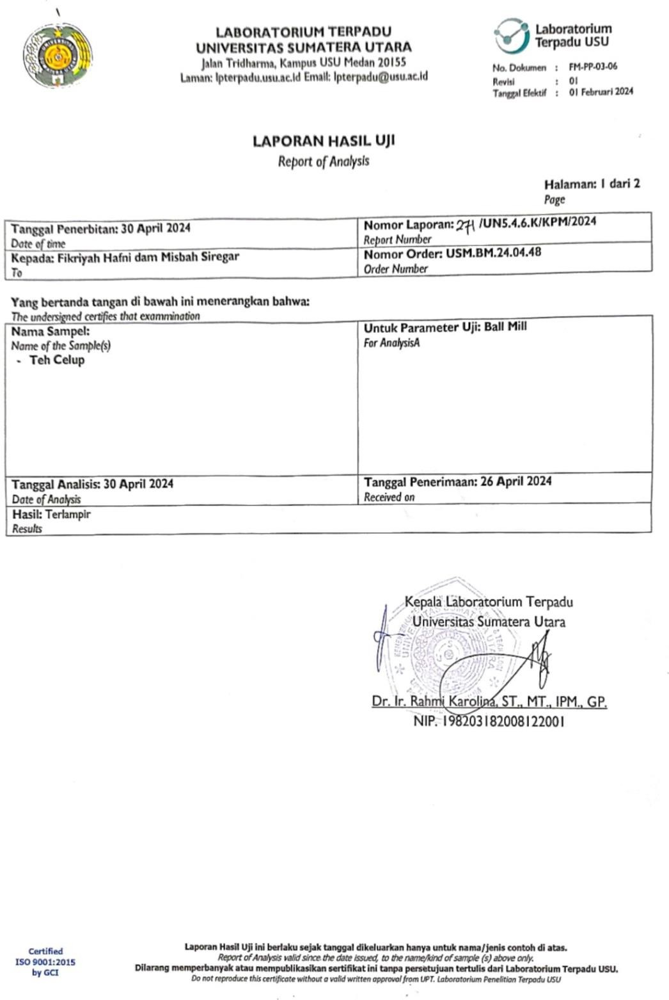 LABORATORIUM TERPADU
UNIVERSITAS SUMATERA UTARA
Jalan Tridharma, Kampus USU Medan 20155
Laman: lpterpadu.usu.ac.id Email: lpterpadu@usu.ac.id
Laboratorium
Terpadu USU
No. Dokumen : FM-PP-03-06
Revisi : 01
Tanggal Efektif : 01 Februari 2024
LAPORAN HASIL UJI
Report of Analysis
Halaman: 1 dari 2
Page
Tanggal Penerbitan: 30 April 2024
Date of time
Nomor Laporan: 271 /UN5.4.6.K/KPM/2024
Report Number
Kepada: Fikriyah Hafni dam Misbah Siregar
To
Nomor Order: USM.BM.24.04.48
Order Number
Yang bertanda tangan di bawah ini menerangkan bahwa:
The undersigned certifies that exammination
Nama Sampel:
Name of the Sample(s)
- Teh Celup
Untuk Parameter Uji: Ball Mill
For AnalysisA
Tanggal Analisis: 30 April 2024
Date of Analysis
Tanggal Penerimaan: 26 April 2024
Received on
Hasil: Terlampir
Results
Kepala Laboratorium Terpadu
Universitas Sumatera Utara
Dr. Ir. Rahmi Karolina, ST., MT., IPM., GP.
NIP. 198203182008122001
Certified
ISO 9001:2015
by GCI
Laporan Hasil Uji ini berlaku sejak tanggal dikeluarkan hanya untuk nama/jenis contoh di atas.
Report of Analysis valid since the date issued, to the name/kind of sample (s) above only.
Dilarang memperbanyak atau mempublikasikan sertifikat ini tanpa persetujuan tertulis dari Laboratorium Terpadu USU.
Do not reproduce this certificate without a valid written approval from UPT. Laboratorium Penelitian Terpadu USU